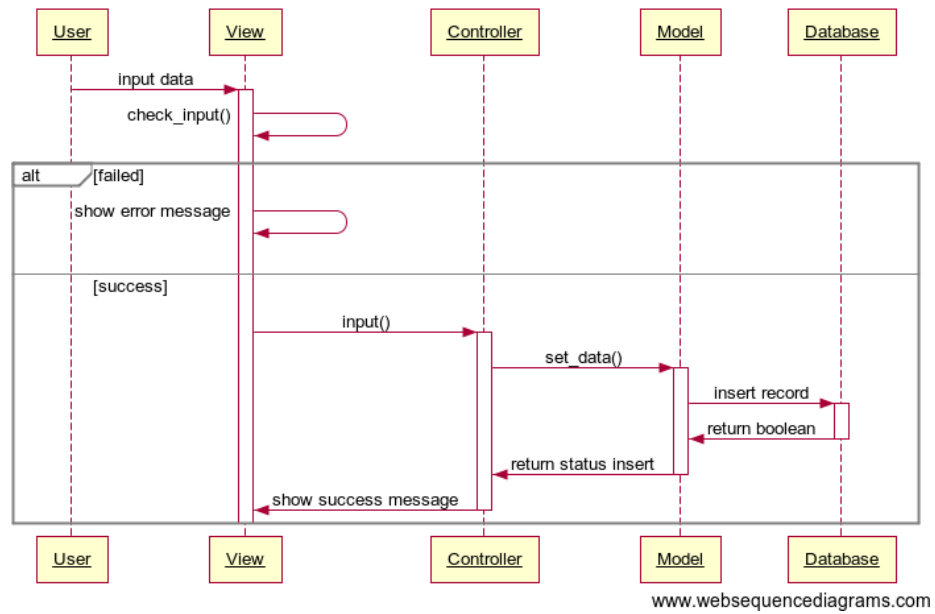 User
View
Controller
Model
Database
input data
check_input()
alt
[failed]
show error message
[success]
input()
set_data()
insert record
return boolean
return status insert
show success message
User
View
Controller
Model
Database
www.websequencediagrams.com